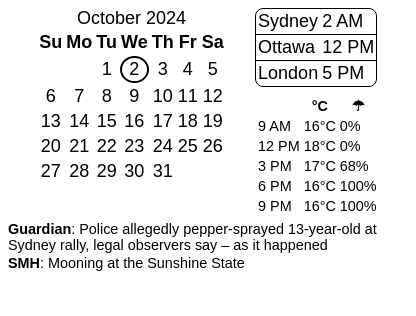 October 2024
Su Mo Tu We Th Fr Sa
1 2 3 4 5
6 7 8 9 10 11 12
13 14 15 16 17 18 19
20 21 22 23 24 25 26
27 28 29 30 31
Sydney 2 AM
Ottawa 12 PM
London 5 PM
°C ☂
9 AM 16°C 0%
12 PM 18°C 0%
3 PM 17°C 68%
6 PM 16°C 100%
9 PM 16°C 100%
Guardian: Police allegedly pepper-sprayed 13-year-old at
Sydney rally, legal observers say – as it happened
SMH: Mooning at the Sunshine State